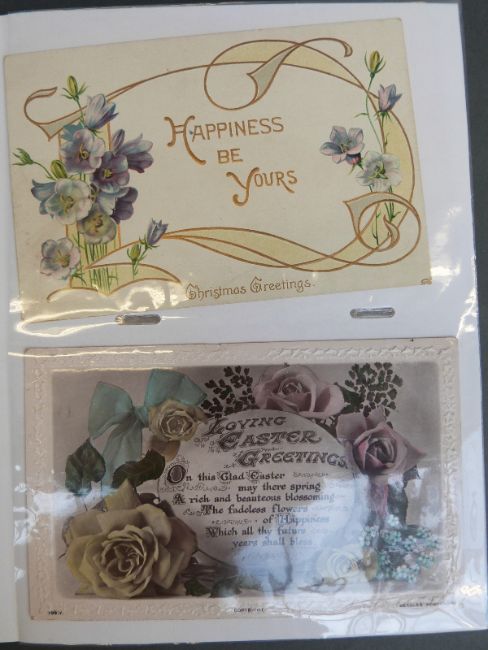 HAPPINESS
BE
YOURS
Christmas Greetings.
LOVING
EASTER
GREETINGS.
On this Glad Easter
may there spring
A rich and beauteous blossoming
The fadeless flowers
of Happiness
Which all thy future
years shall bless
COPYRIGHT